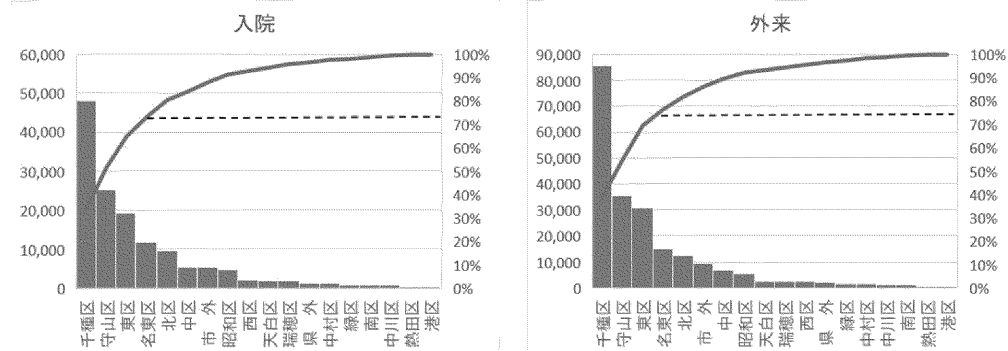 入院
60,000
50,000
40,000
30,000
20,000
10,000
0
100%
90%
80%
70%
60%
50%
40%
30%
20%
10%
0%
千種区
守山区
東区
名東区
北区
中区
市 外
昭和区
西区
天白区
瑞穂区
県 外
中村区
緑区
南区
中川区
熱田区
港区
外来
90,000
80,000
70,000
60,000
50,000
40,000
30,000
20,000
10,000
0
100%
90%
80%
70%
60%
50%
40%
30%
20%
10%
0%
千種区
守山区
東区
名東区
北区
市 外
中区
昭和区
天白区
瑞穂区
西区
県 外
緑区
中村区
中川区
南区
熱田区
港区